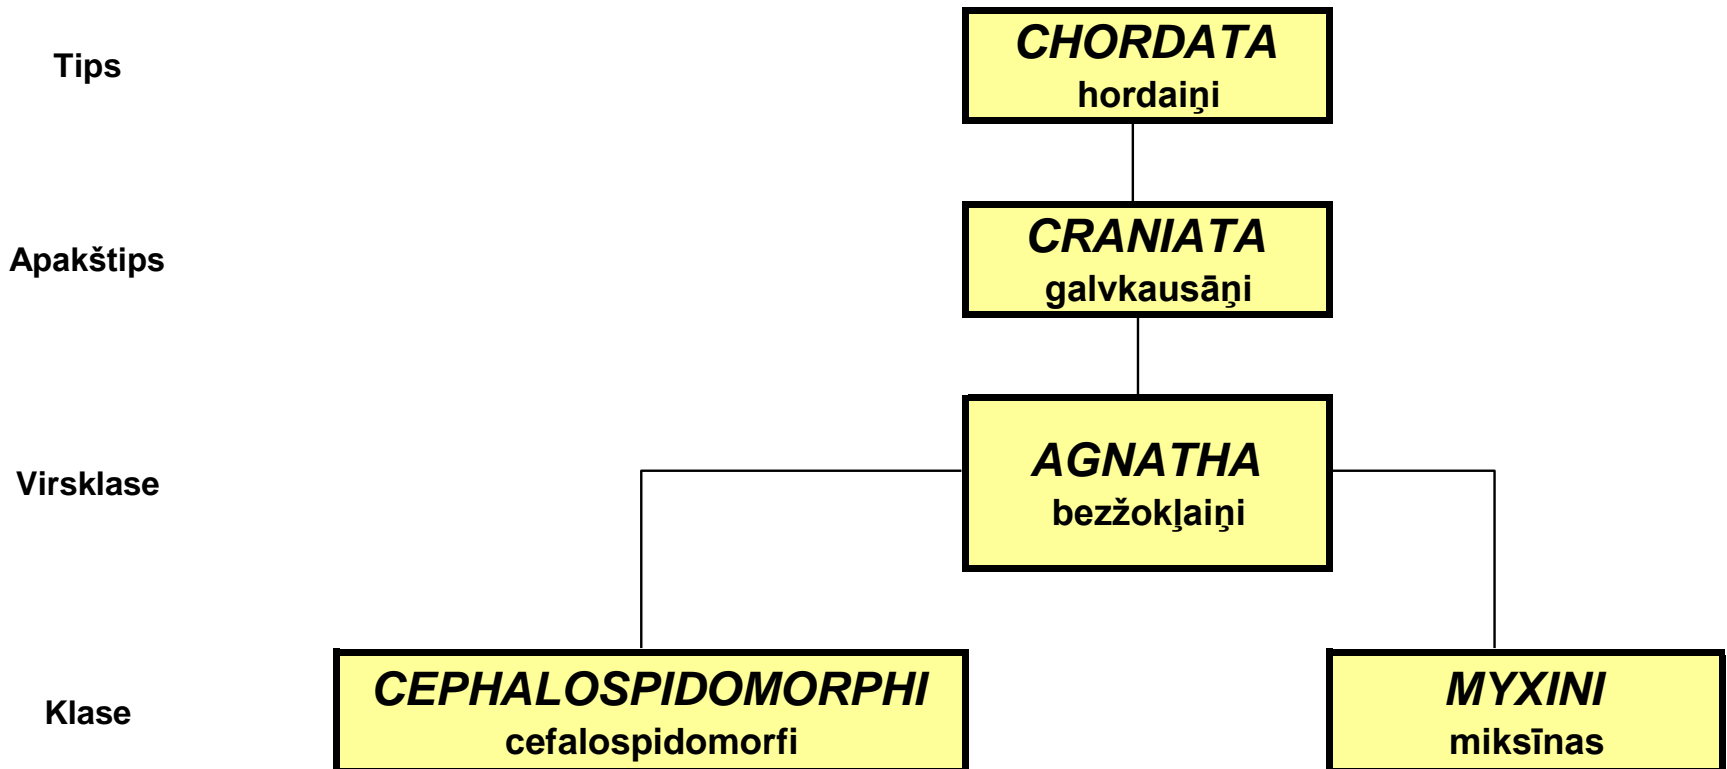 Tips
CHORDATA
hordaiņi
Apakštips
CRANIATA
galvkausāņi
Virsklase
AGNATHA
bezžokļaiņi
Klase
CEPHALOSPIDOMORPHI
cefalospidomorfi
MYXINI
miksīnas